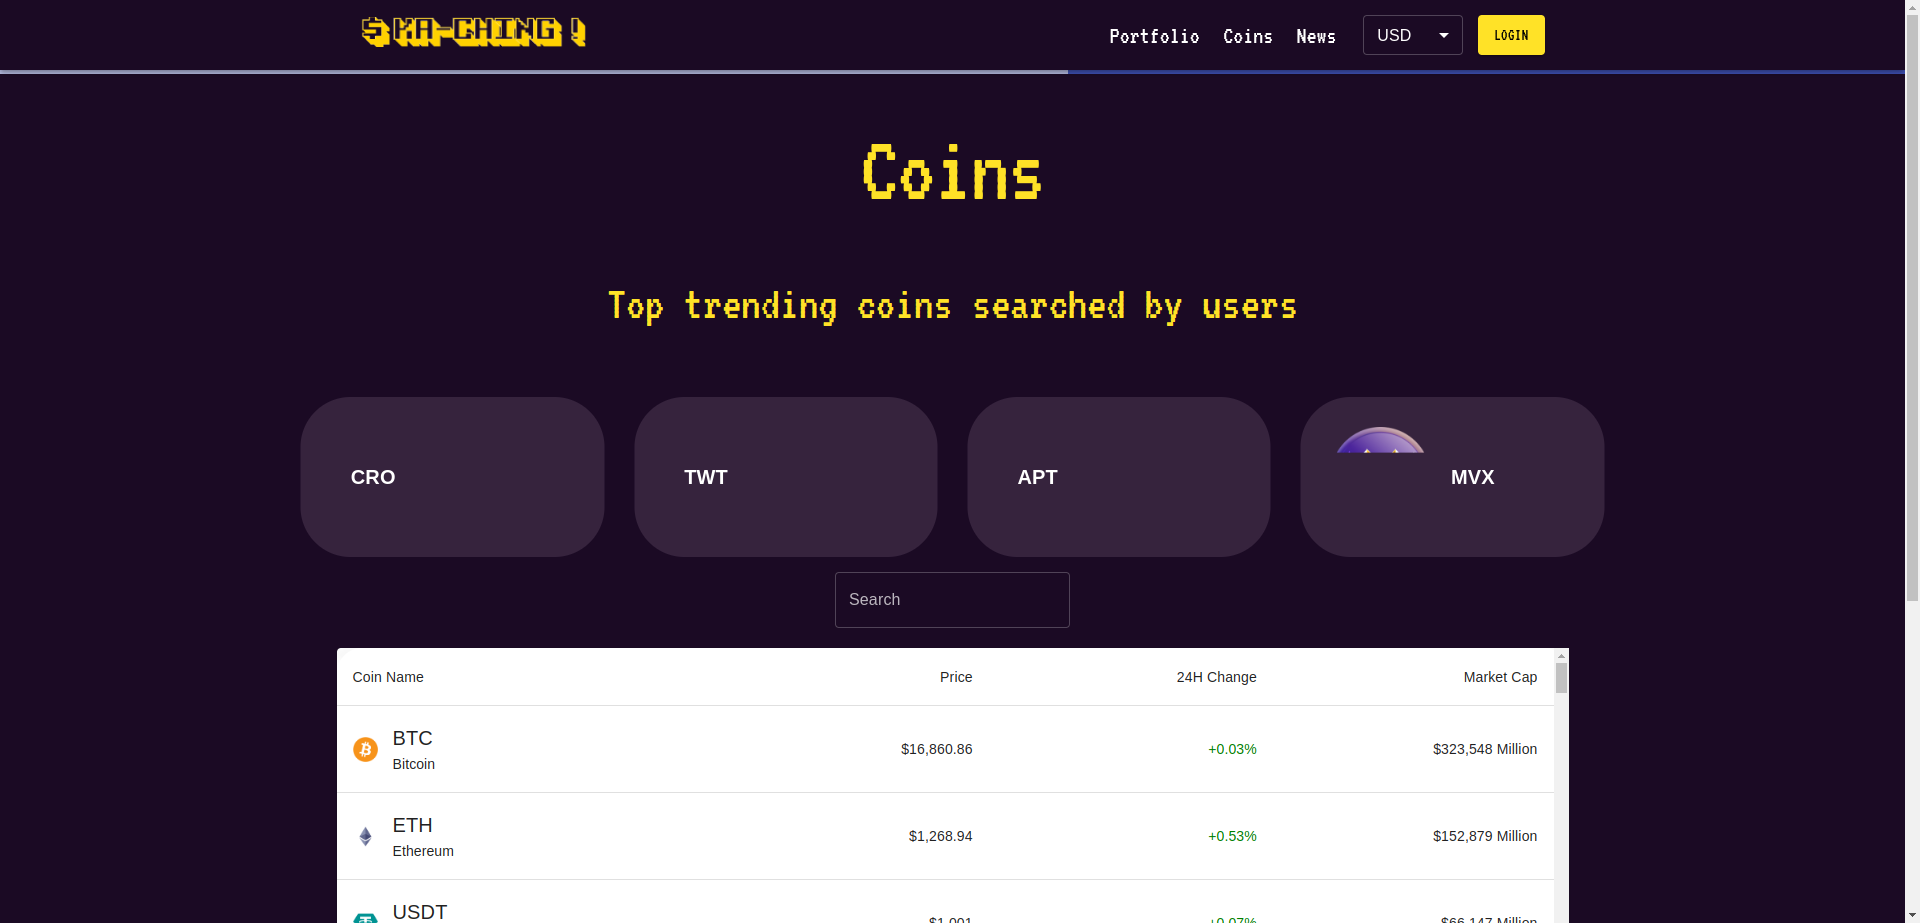 $ KA-CHING !
Portfolio Coins News USD LOGIN
Coins
Top trending coins searched by users
CRO TWT APT MVX
Search
Coin Name Price 24H Change Market Cap
BTC
Bitcoin $16,860.86 +0.03% $323,548 Million
ETH
Ethereum $1,268.94 +0.53% $152,879 Million
USDT
$1.001 +0.07% $66,147 Million